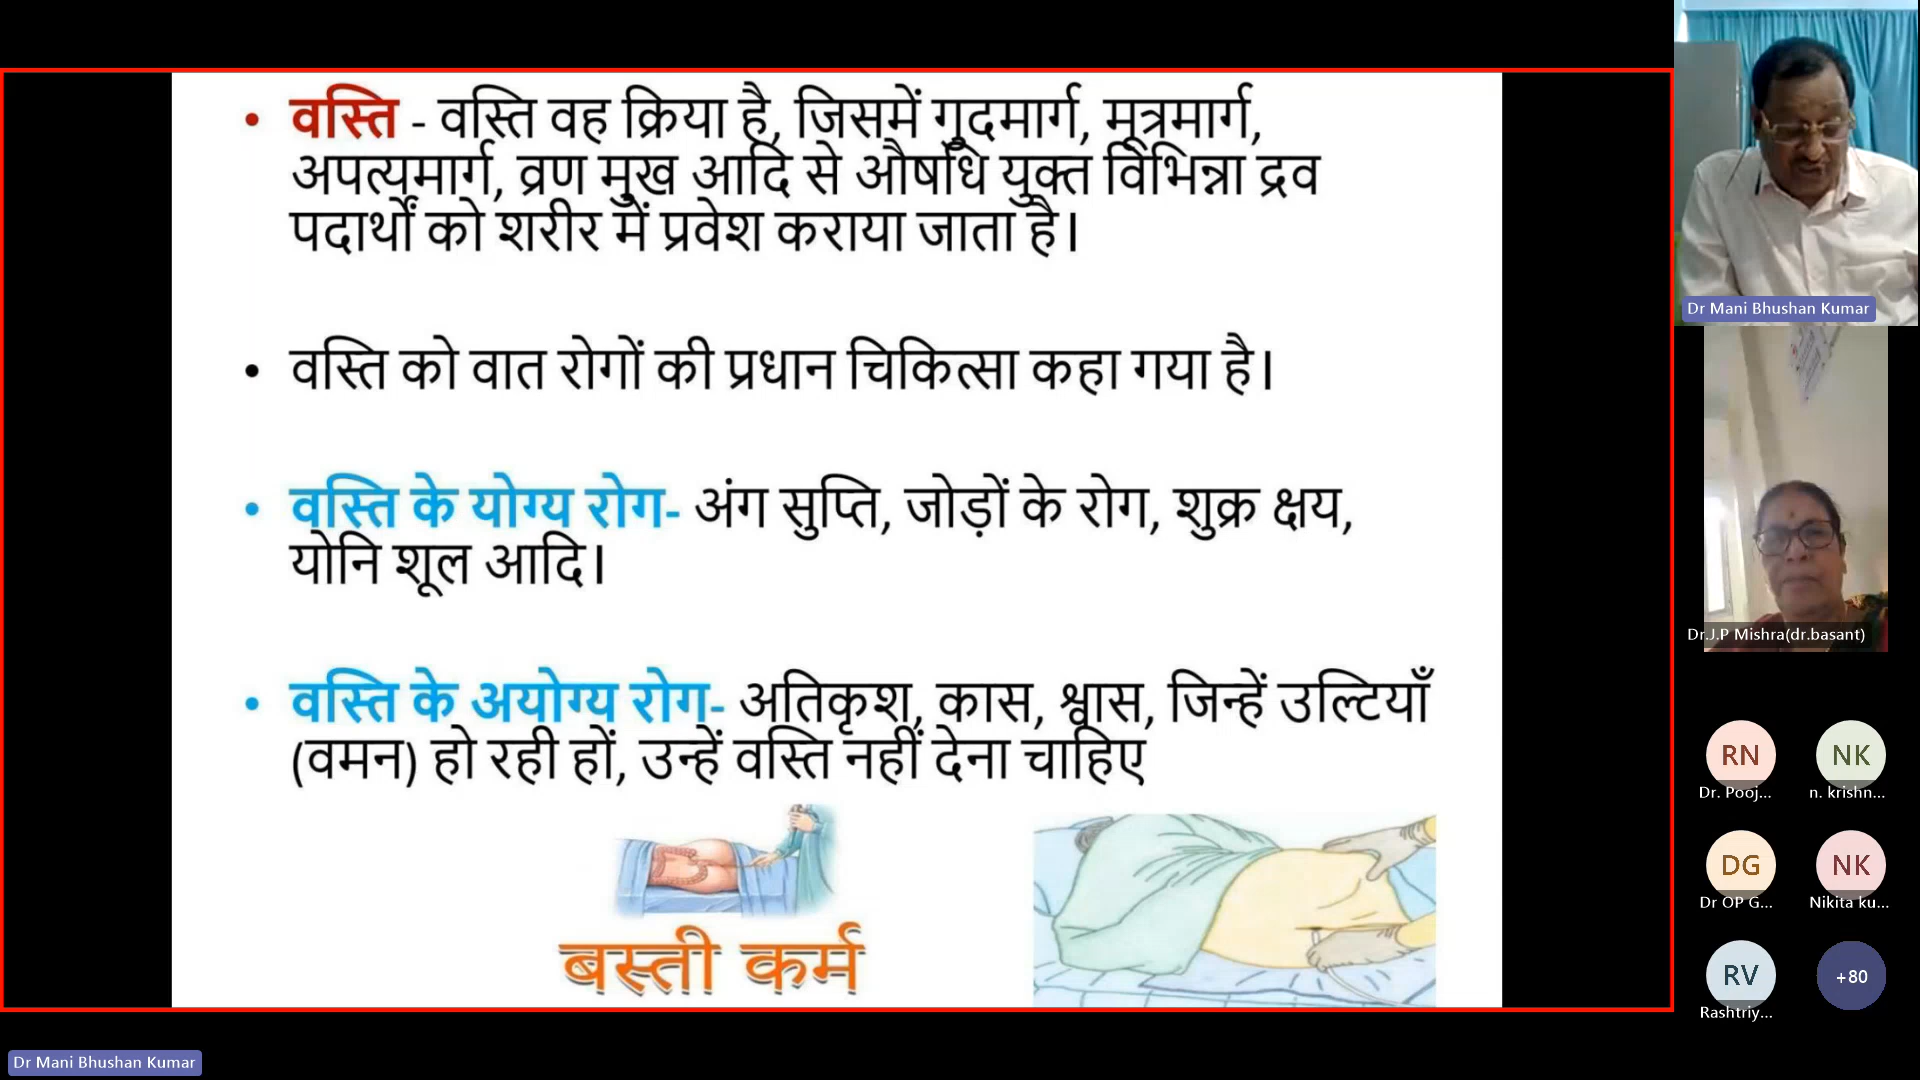 • वस्ति - वस्ति वह क्रिया है, जिसमें गुदमार्ग, मूत्रमार्ग,
अपत्यमार्ग, व्रण मुख आदि से औषधि युक्त विभिन्ना द्रव
पदार्थों को शरीर में प्रवेश कराया जाता है।
• वस्ति को वात रोगों की प्रधान चिकित्सा कहा गया है।
• वस्ति के योग्य रोग- अंग सुप्ति, जोड़ों के रोग, शुक्र क्षय,
योनि शूल आदि।
• वस्ति के अयोग्य रोग- अतिकृश, कास, श्वास, जिन्हें उल्टियाँ
(वमन) हो रही हों, उन्हें वस्ति नहीं देना चाहिए
बस्ती कर्म
Dr Mani Bhushan Kumar
Dr.J.P Mishra(dr.basant)
RN
NK
Dr. Pooj...
n. krishn...
DG
NK
Dr OP G...
Nikita ku...
RV
+80
Rashtriy...
Dr Mani Bhushan Kumar